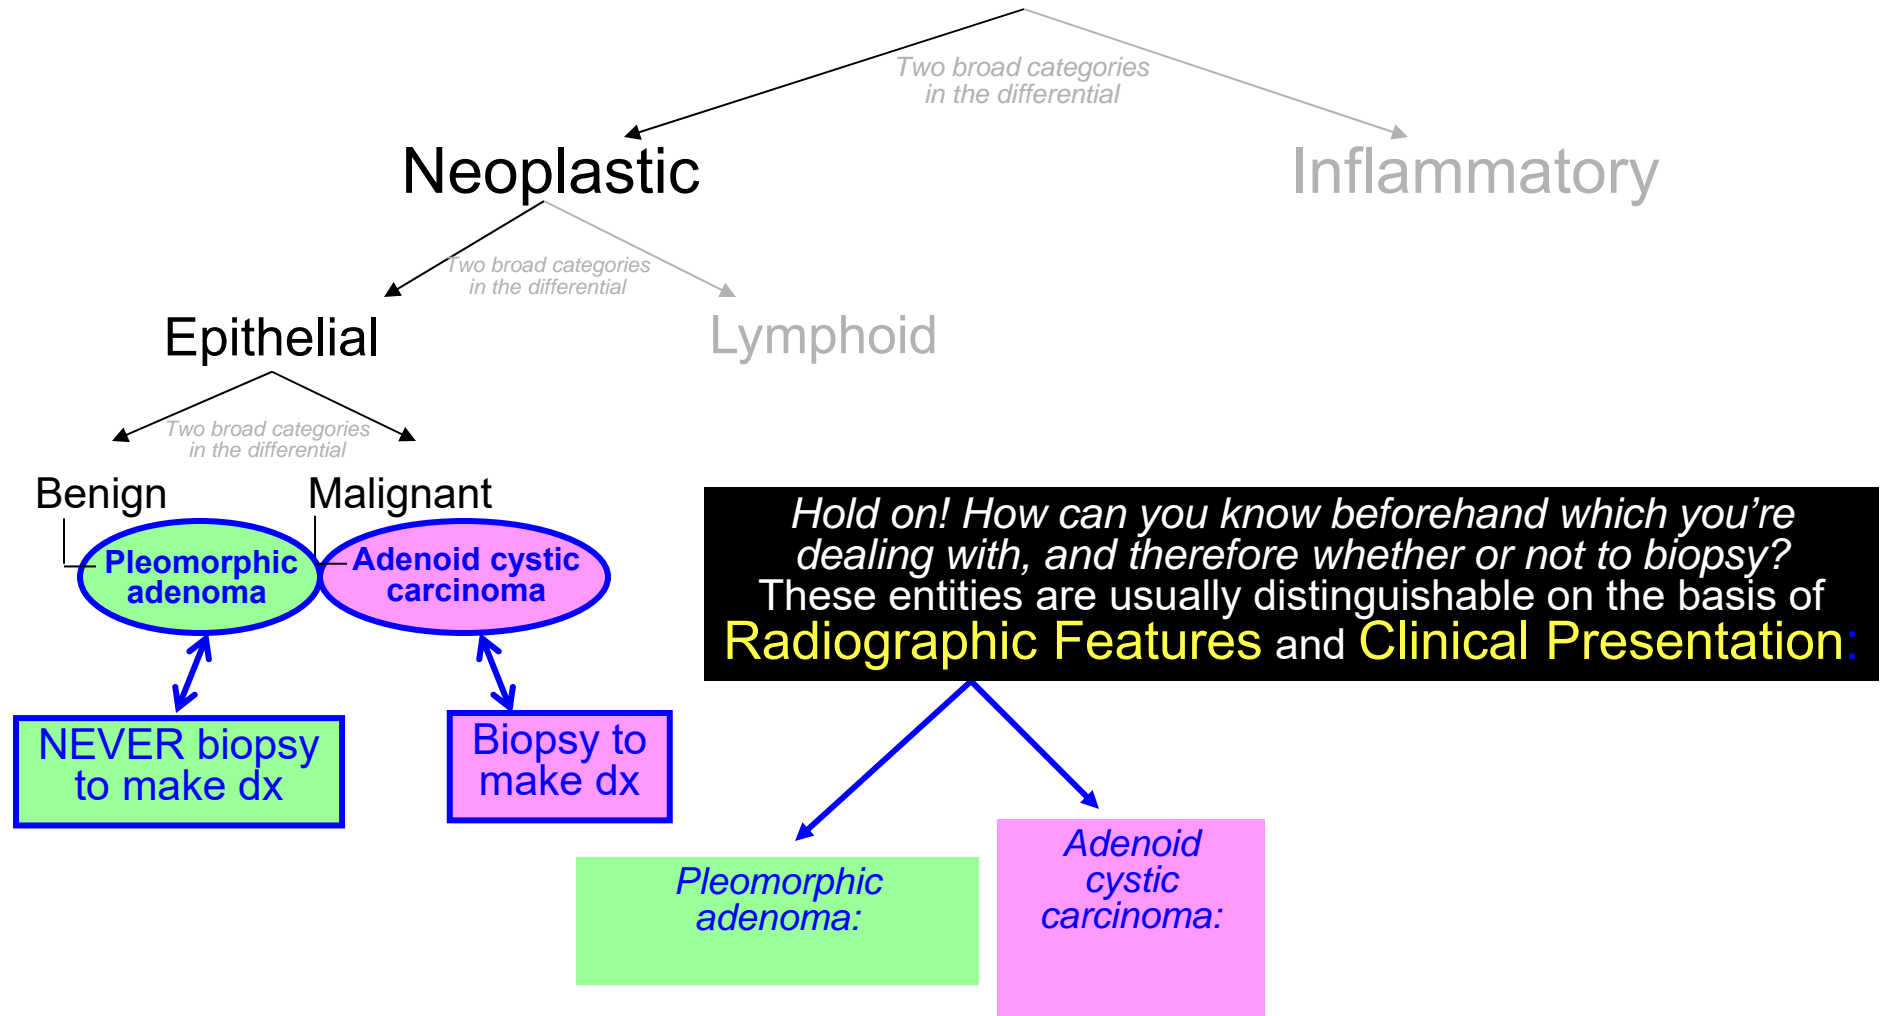 Two broad categories
in the differential
Neoplastic
Inflammatory
Two broad categories
in the differential
Epithelial
Lymphoid
Two broad categories
in the differential
Benign
Malignant
Pleomorphic
adenoma
Adenoid cystic
carcinoma
Hold on! How can you know beforehand which you’re
dealing with, and therefore whether or not to biopsy?
These entities are usually distinguishable on the basis of
Radiographic Features and Clinical Presentation:
NEVER biopsy
to make dx
Biopsy to
make dx
Pleomorphic
adenoma:
Adenoid
cystic
carcinoma: